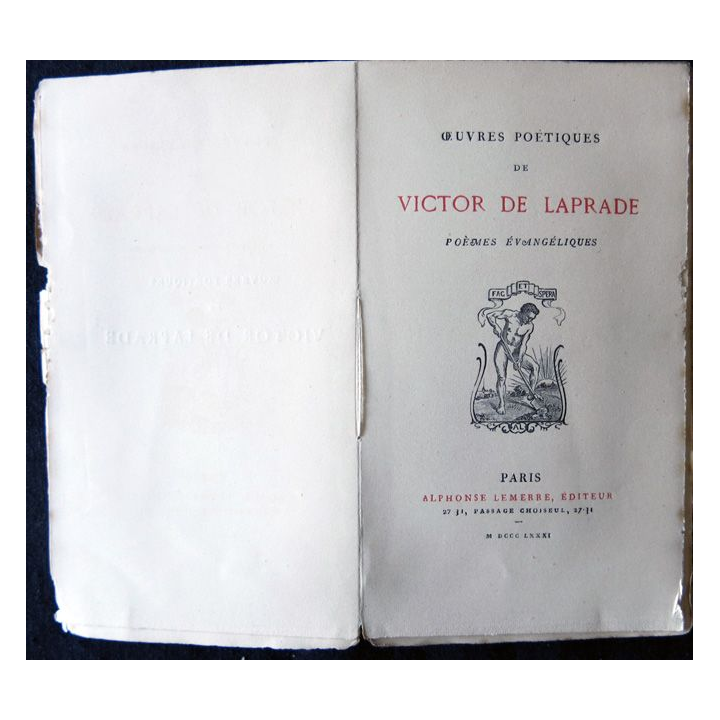 ŒUVRES POÉTIQUES
DE
VICTOR DE LAPRADE
POÈMES ÉVANGÉLIQUES
FAC ET SPERA
AL
PARIS
ALPHONSE LEMERRE, ÉDITEUR
27-31, PASSAGE CHOISEUL, 27-31
M DCCC LXXXI